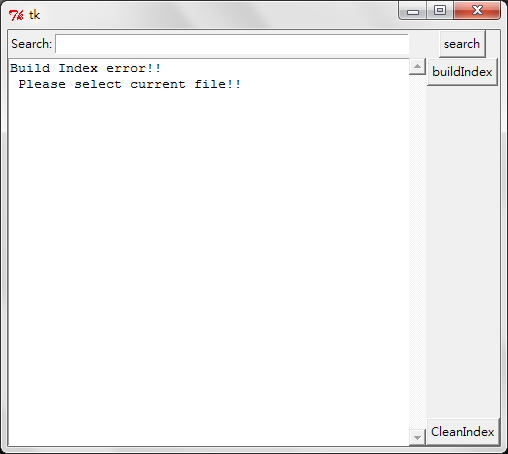 tk
Search:
search
Build Index error!!
Please select current file!!
buildIndex
CleanIndex